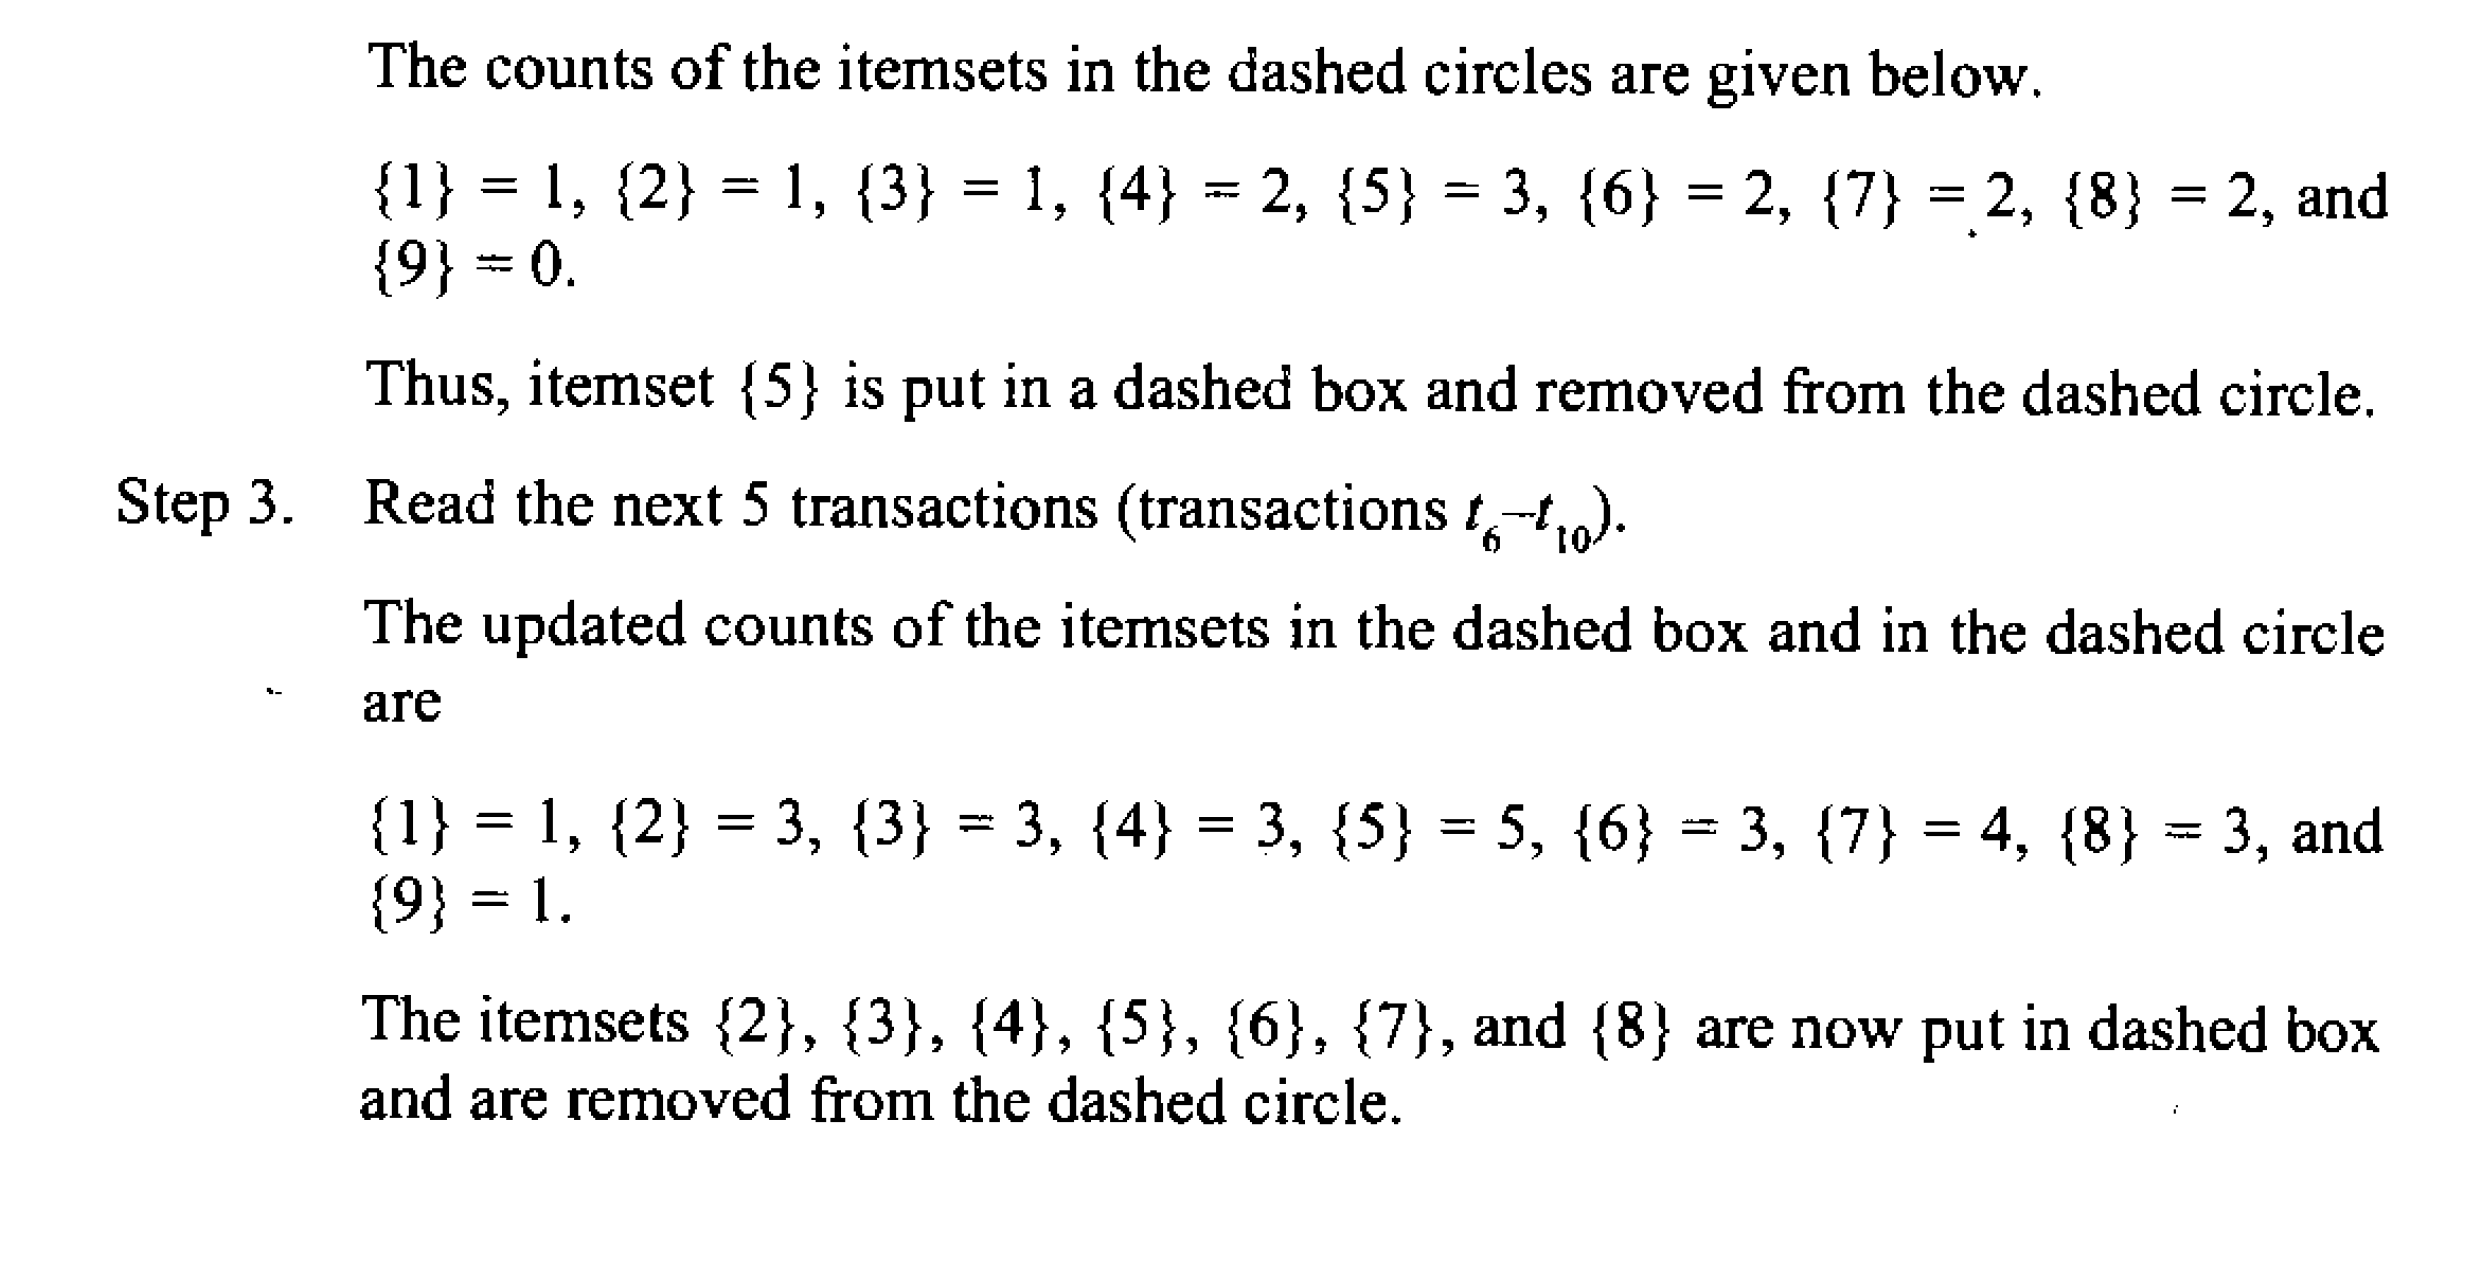 The counts of the itemsets in the dashed circles are given below.
{1} = 1, {2} = 1, {3} = 1, {4} = 2, {5} = 3, {6} = 2, {7} = 2, {8} = 2, and
{9} = 0.
Thus, itemset {5} is put in a dashed box and removed from the dashed circle.
Step 3. Read the next 5 transactions (transactions t₆–t₁₀).
The updated counts of the itemsets in the dashed box and in the dashed circle
are
{1} = 1, {2} = 3, {3} = 3, {4} = 3, {5} = 5, {6} = 3, {7} = 4, {8} = 3, and
{9} = 1.
The itemsets {2}, {3}, {4}, {5}, {6}, {7}, and {8} are now put in dashed box
and are removed from the dashed circle.